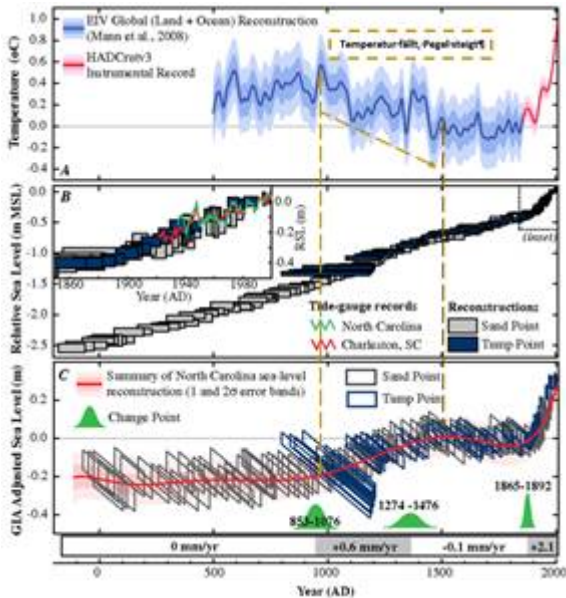 EIV Global (Land + Ocean) Reconstruction
(Mann et al., 2008)
HADCrutv3
Instrumental Record
Temperatur fällt, Pegel steigt¶
Temperature (oC)
1.0
0.8
0.6
0.4
0.2
0.0
-0.2
-0.4
A
B
Relative Sea Level (m MSL)
0.0
-0.5
-1.0
-1.5
-2.0
-2.5
0.0
-0.2
-0.4
RSL (m)
1860 1900 1940 1980
Year (AD)
(inset)
Tide-gauge records
North Carolina
Charleston, SC
Reconstructions
Sand Point
Tump Point
C
GIA Adjusted Sea Level (m)
Summary of North Carolina sea-level
reconstruction (1 and 2σ error bands)
Change Point
Sand Point
Tump Point
0.2
0.0
-0.2
-0.4
853-1076
1274 -1476
1865-1892
0 mm/yr
+0.6 mm/yr
-0.1 mm/yr
+2.1
0 500 1000 1500 2000
Year (AD)